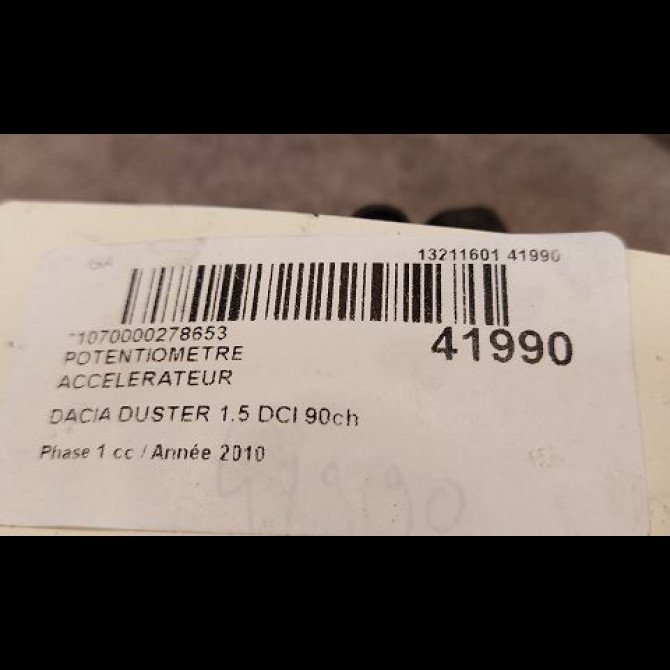 13211601 41990
1070000278653
41990
POTENTIOMETRE
ACCELERATEUR
DACIA DUSTER 1.5 DCI 90ch
Phase 1 cc / Année 2010